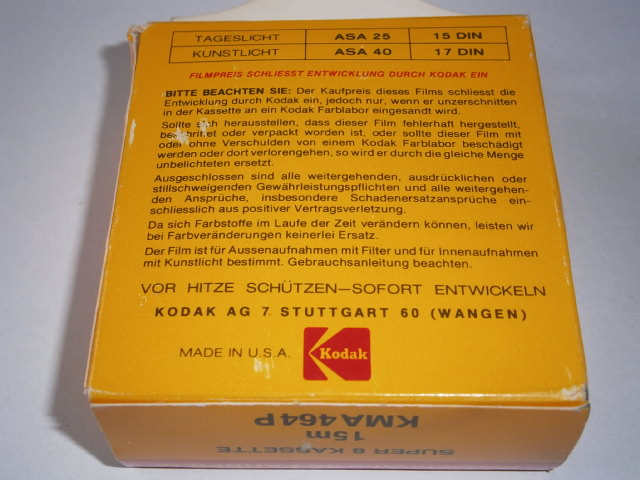 TAGESLICHT ASA 25 15 DIN
KUNSTLICHT ASA 40 17 DIN
FILMPREIS SCHLIESST ENTWICKLUNG DURCH KODAK EIN
BITTE BEACHTEN SIE: Der Kaufpreis dieses Films schliesst die
Entwicklung durch Kodak ein, jedoch nur, wenn er unzerschnitten
in der Kassette an ein Kodak Farblabor eingesandt wird.
Sollte sich herausstellen, dass dieser Film fehlerhaft hergestellt,
beschriftet oder verpackt worden ist, oder sollte dieser Film mit
oder ohne Verschulden von einem Kodak Farblabor beschädigt
werden oder dort verlorengehen, so wird er durch die gleiche Menge
unbelichteten ersetzt.
Ausgeschlossen sind alle weitergehenden, ausdrücklichen oder
stillschweigenden Gewährleistungspflichten und alle weitergehen-
den Ansprüche, insbesondere Schadenersatzansprüche ein-
schliesslich aus positiver Vertragsverletzung.
Da sich Farbstoffe im Laufe der Zeit verändern können, leisten wir
bei Farbveränderungen keinerlei Ersatz.
Der Film ist für Aussenaufnahmen mit Filter und für Innenaufnahmen
mit Kunstlicht bestimmt. Gebrauchsanleitung beachten.
VOR HITZE SCHÜTZEN—SOFORT ENTWICKELN
KODAK AG 7 STUTTGART 60 (WANGEN)
MADE IN U.S.A. Kodak
KMA464P
15m
SUPER 8 KASSETTE